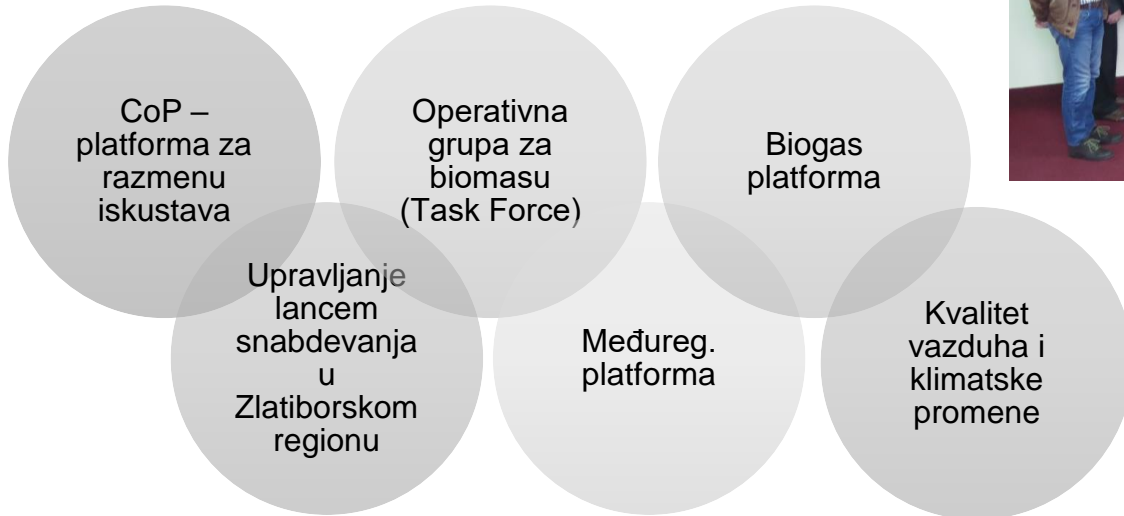 CoP –
platforma za
razmenu
iskustava
Operativna
grupa za
biomasu
(Task Force)
Biogas
platforma
Upravljanje
lancem
snabdevanja
u
Zlatiborskom
regionu
Međureg.
platforma
Kvalitet
vazduha i
klimatske
promene